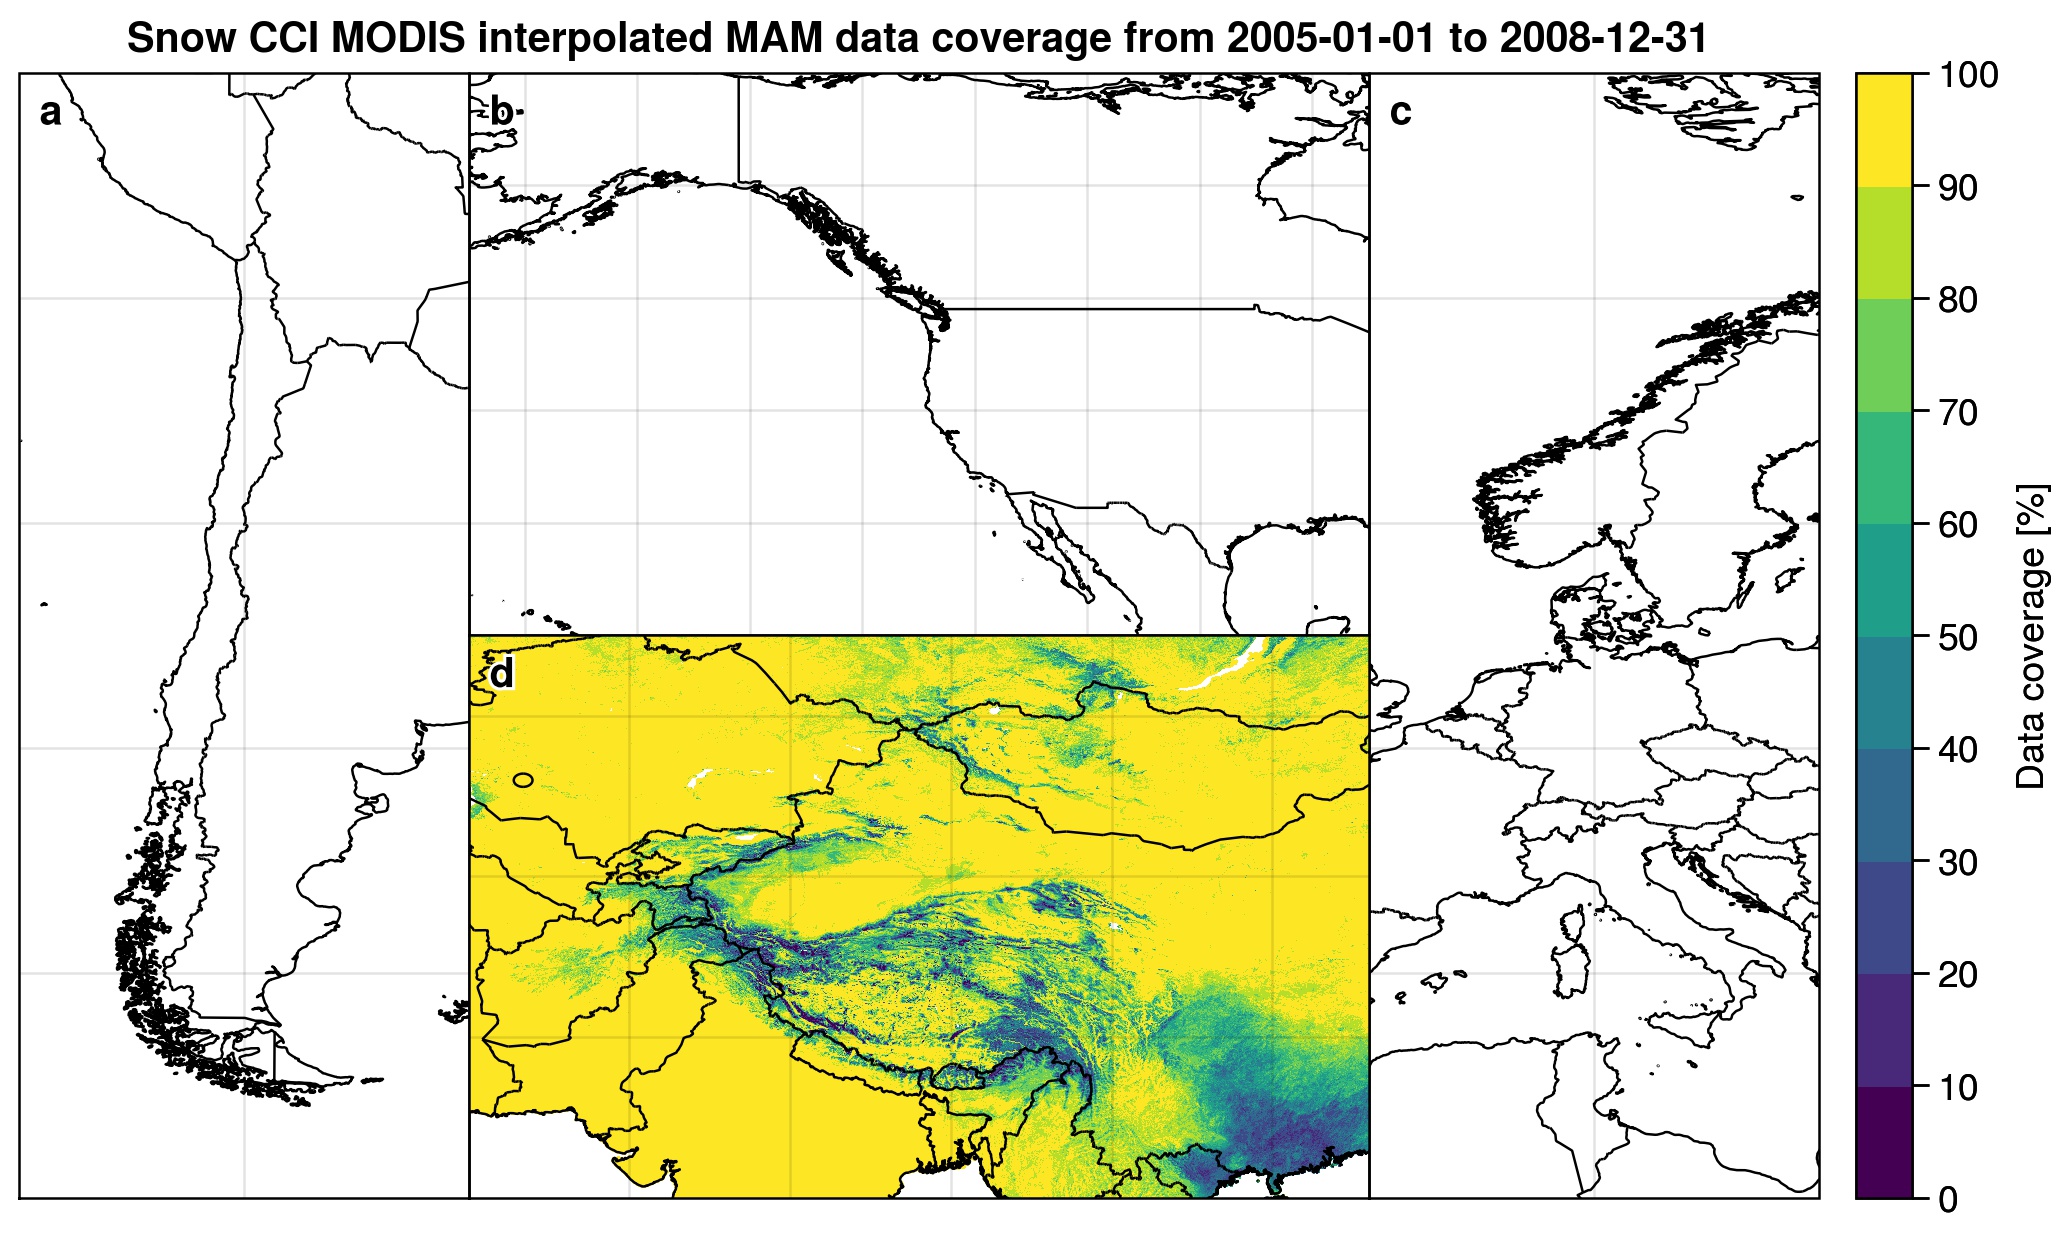 Snow CCI MODIS interpolated MAM data coverage from 2005-01-01 to 2008-12-31
a
b
c
d
100
90
80
70
60
50
40
30
20
10
0
Data coverage [%]